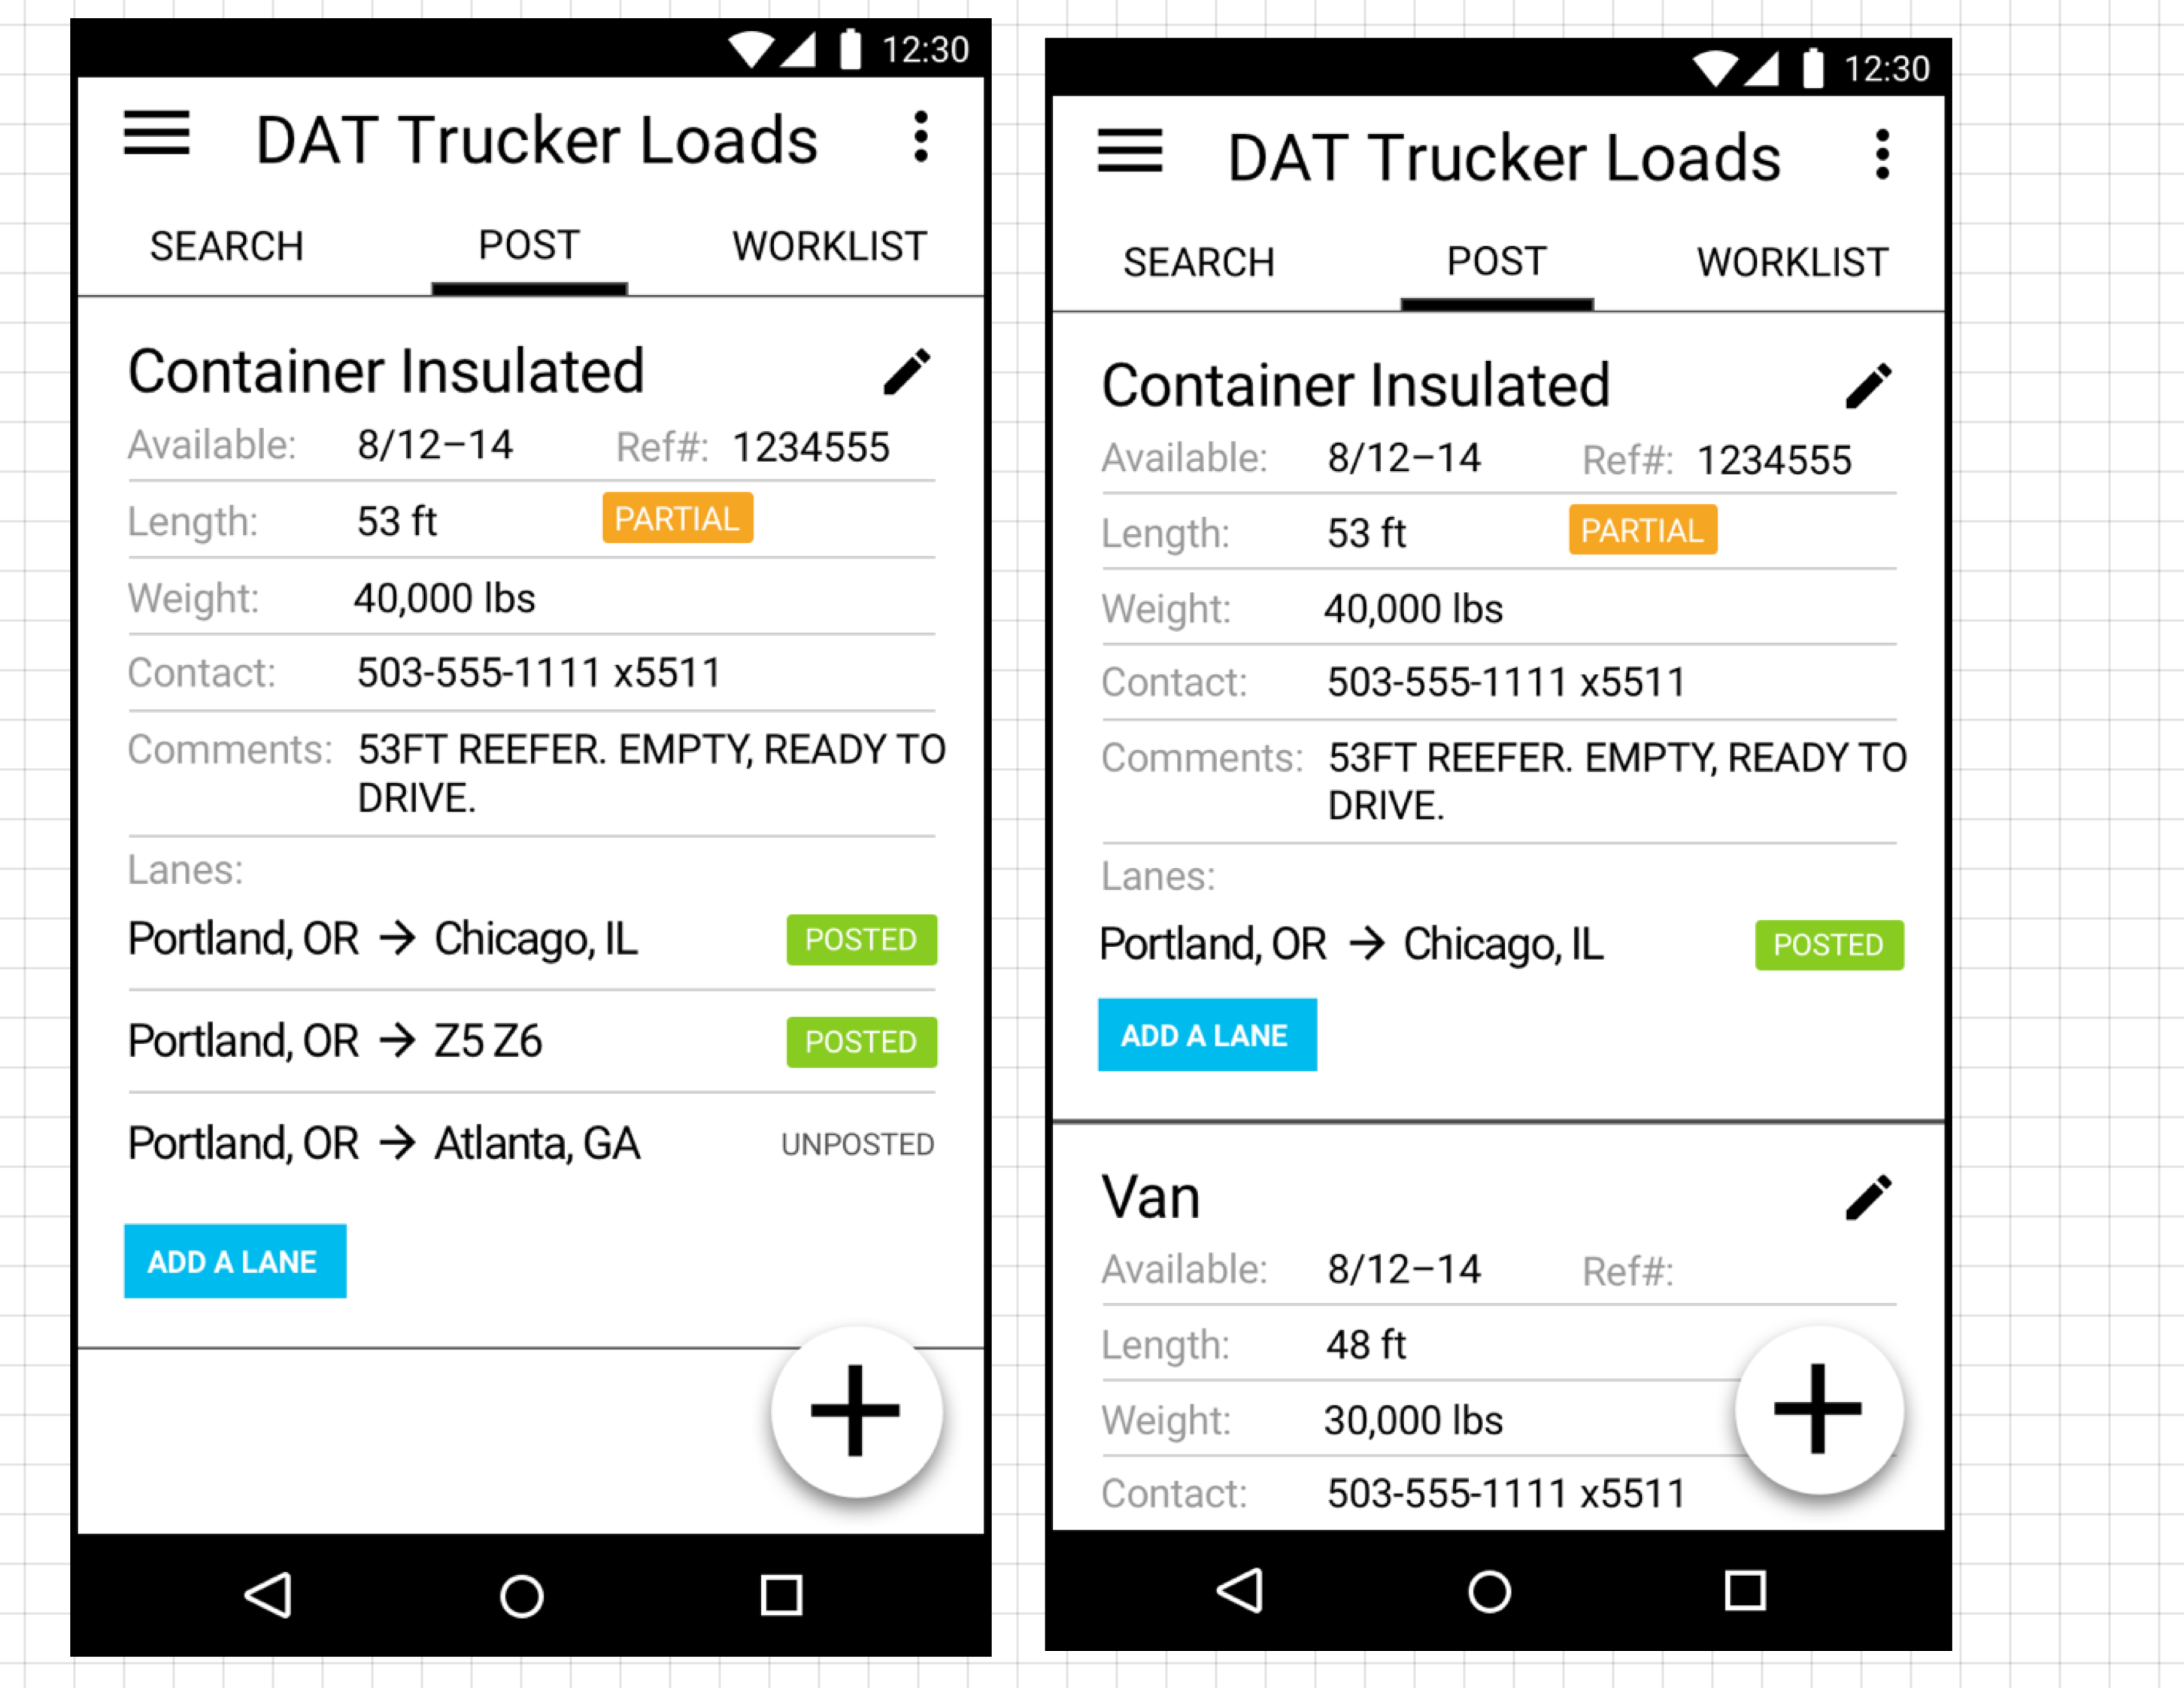 12:30
DAT Trucker Loads
SEARCH POST WORKLIST
Container Insulated
Available: 8/12–14 Ref#: 1234555
Length: 53 ft PARTIAL
Weight: 40,000 lbs
Contact: 503-555-1111 x5511
Comments: 53FT REEFER. EMPTY, READY TO
DRIVE.
Lanes:
Portland, OR → Chicago, IL POSTED
Portland, OR → Z5 Z6 POSTED
Portland, OR → Atlanta, GA UNPOSTED
ADD A LANE
12:30
DAT Trucker Loads
SEARCH POST WORKLIST
Container Insulated
Available: 8/12–14 Ref#: 1234555
Length: 53 ft PARTIAL
Weight: 40,000 lbs
Contact: 503-555-1111 x5511
Comments: 53FT REEFER. EMPTY, READY TO
DRIVE.
Lanes:
Portland, OR → Chicago, IL POSTED
ADD A LANE
Van
Available: 8/12–14 Ref#:
Length: 48 ft
Weight: 30,000 lbs
Contact: 503-555-1111 x5511